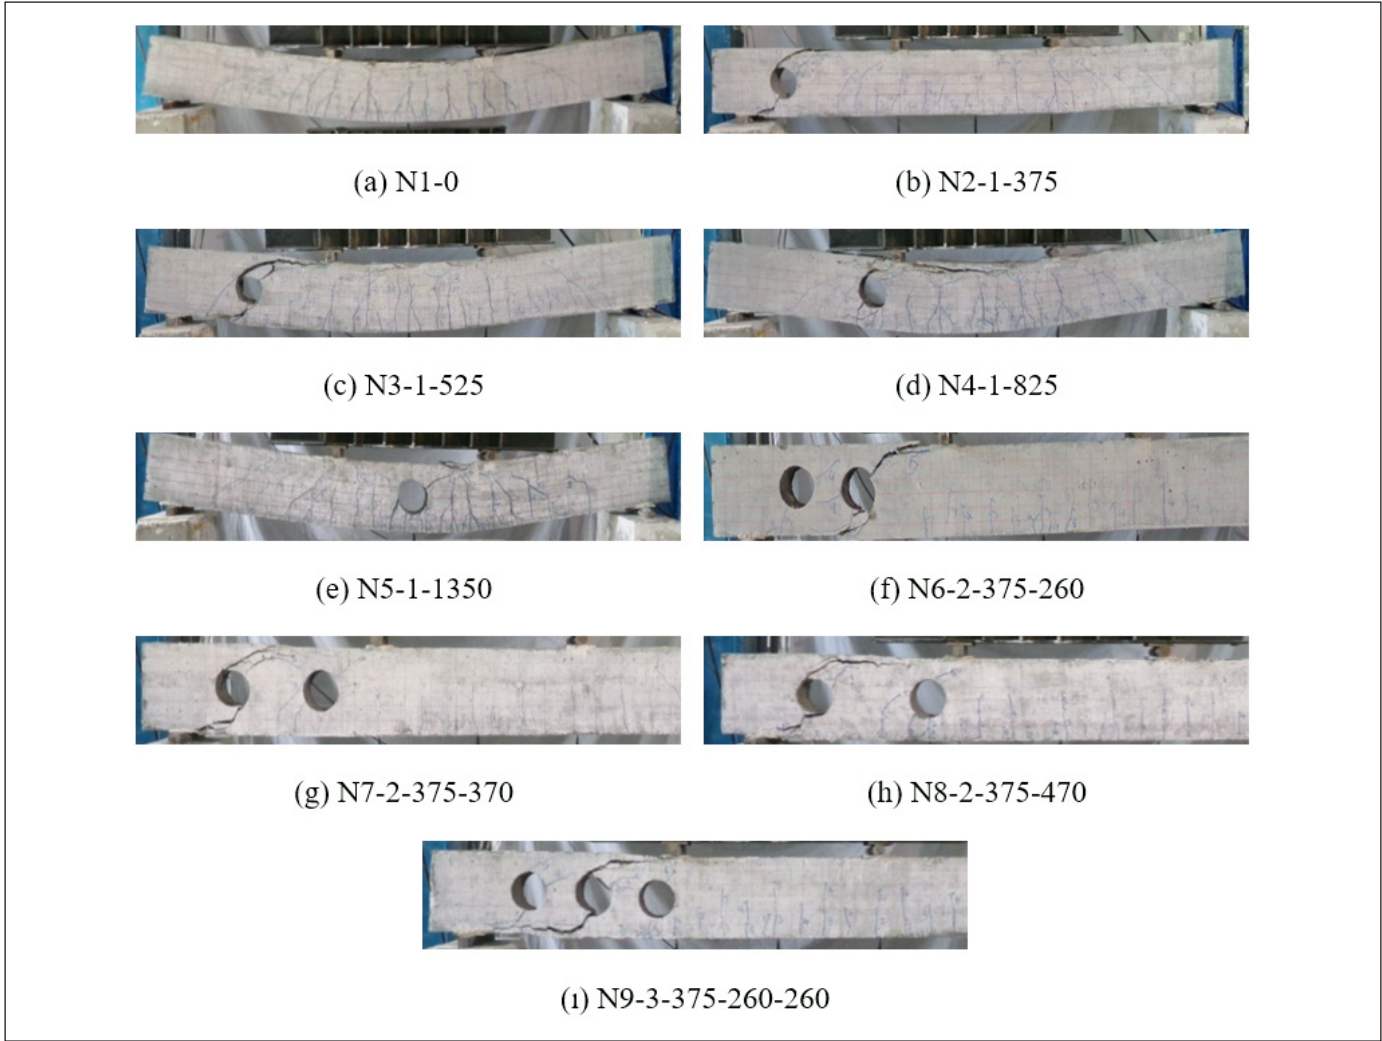 (a) N1-0
(b) N2-1-375
(c) N3-1-525
(d) N4-1-825
(e) N5-1-1350
(f) N6-2-375-260
(g) N7-2-375-370
(h) N8-2-375-470
(ı) N9-3-375-260-260